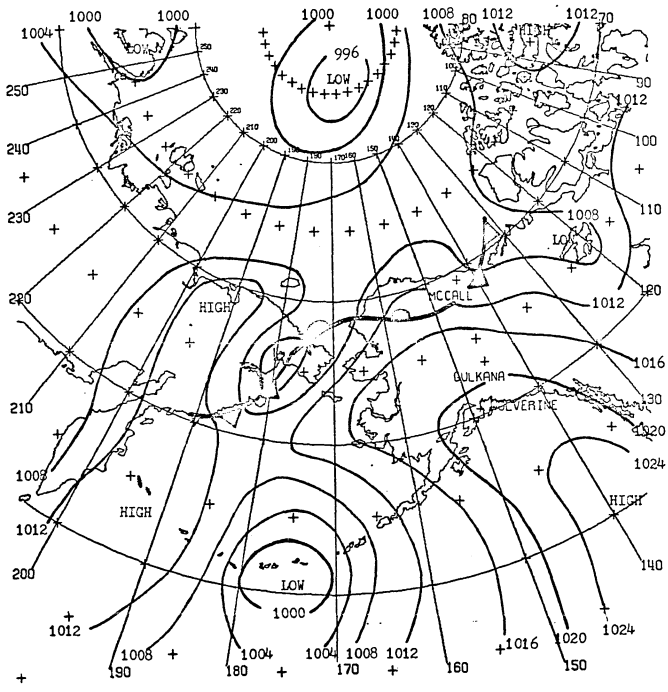 1004 1000 1000 1000 1008 1012 1012 70
LOW 996 80 HIGH
250 LOW 90
240 1012
100
230 250 240 230 220 210 200 190 180 170 160 150 140 130 120 110 100
110
1008
LOW
220 120
HIGH MCCALL 1012
1016
210 GULKANA
WOLVERINE 130
1020
1008 1024
1012 HIGH HIGH
200 LOW 140
1000
1012 1008 1004 1004 1008 1012 1016 1020 1024
190 180 170 160 150